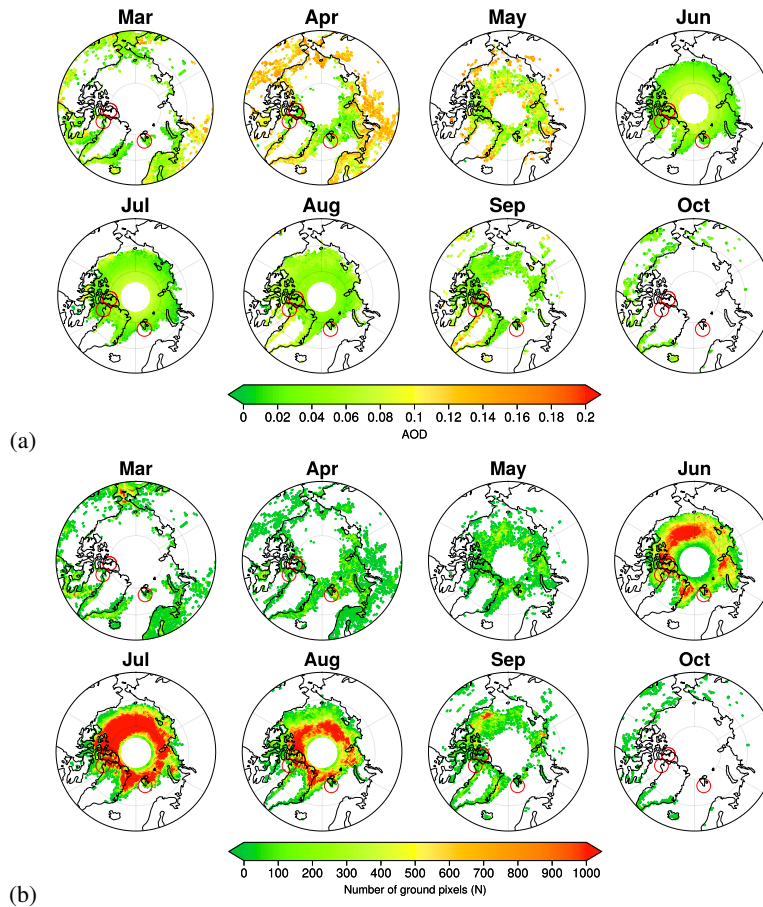 Mar Apr May Jun
Jul Aug Sep Oct
0 0.02 0.04 0.06 0.08 0.1 0.12 0.14 0.16 0.18 0.2
AOD
(a)
Mar Apr May Jun
Jul Aug Sep Oct
0 100 200 300 400 500 600 700 800 900 1000
Number of ground pixels (N)
(b)